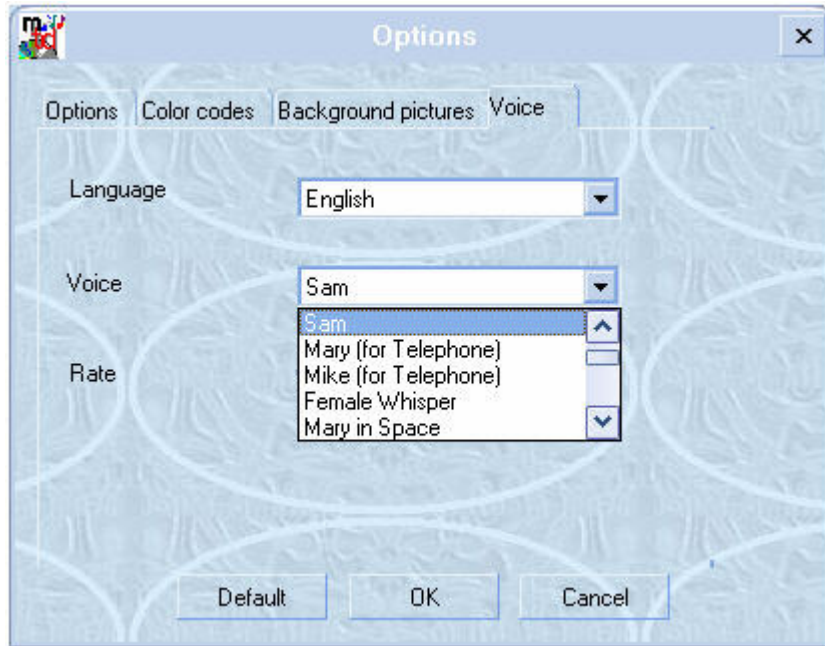 Options
Options Color codes Background pictures Voice
Language English
Voice Sam
Sam
Mary (for Telephone)
Rate
Mike (for Telephone)
Female Whisper
Mary in Space
Default OK Cancel